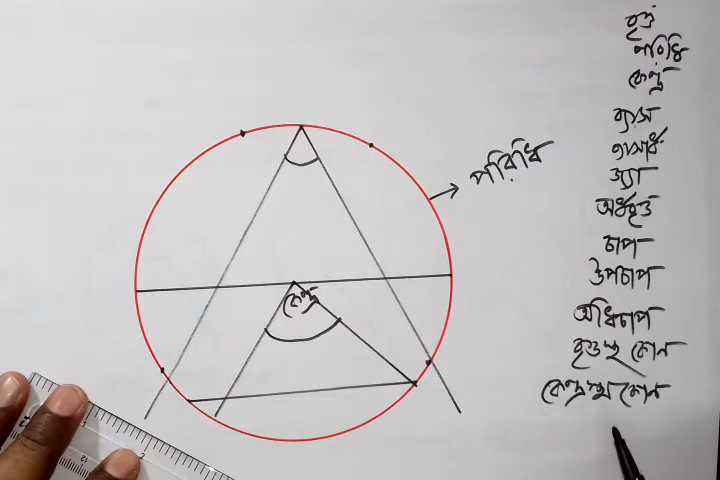 বৃত্ত
পরিধি
কেন্দ্র
ব্যাস
ব্যাসার্ধ
জ্যা
অর্ধবৃত্ত
চাপ
উপচাপ
অধিচাপ
বৃত্তস্থ কোন
কেন্দ্রস্থ কোন
পরিধি
কেন্দ্র